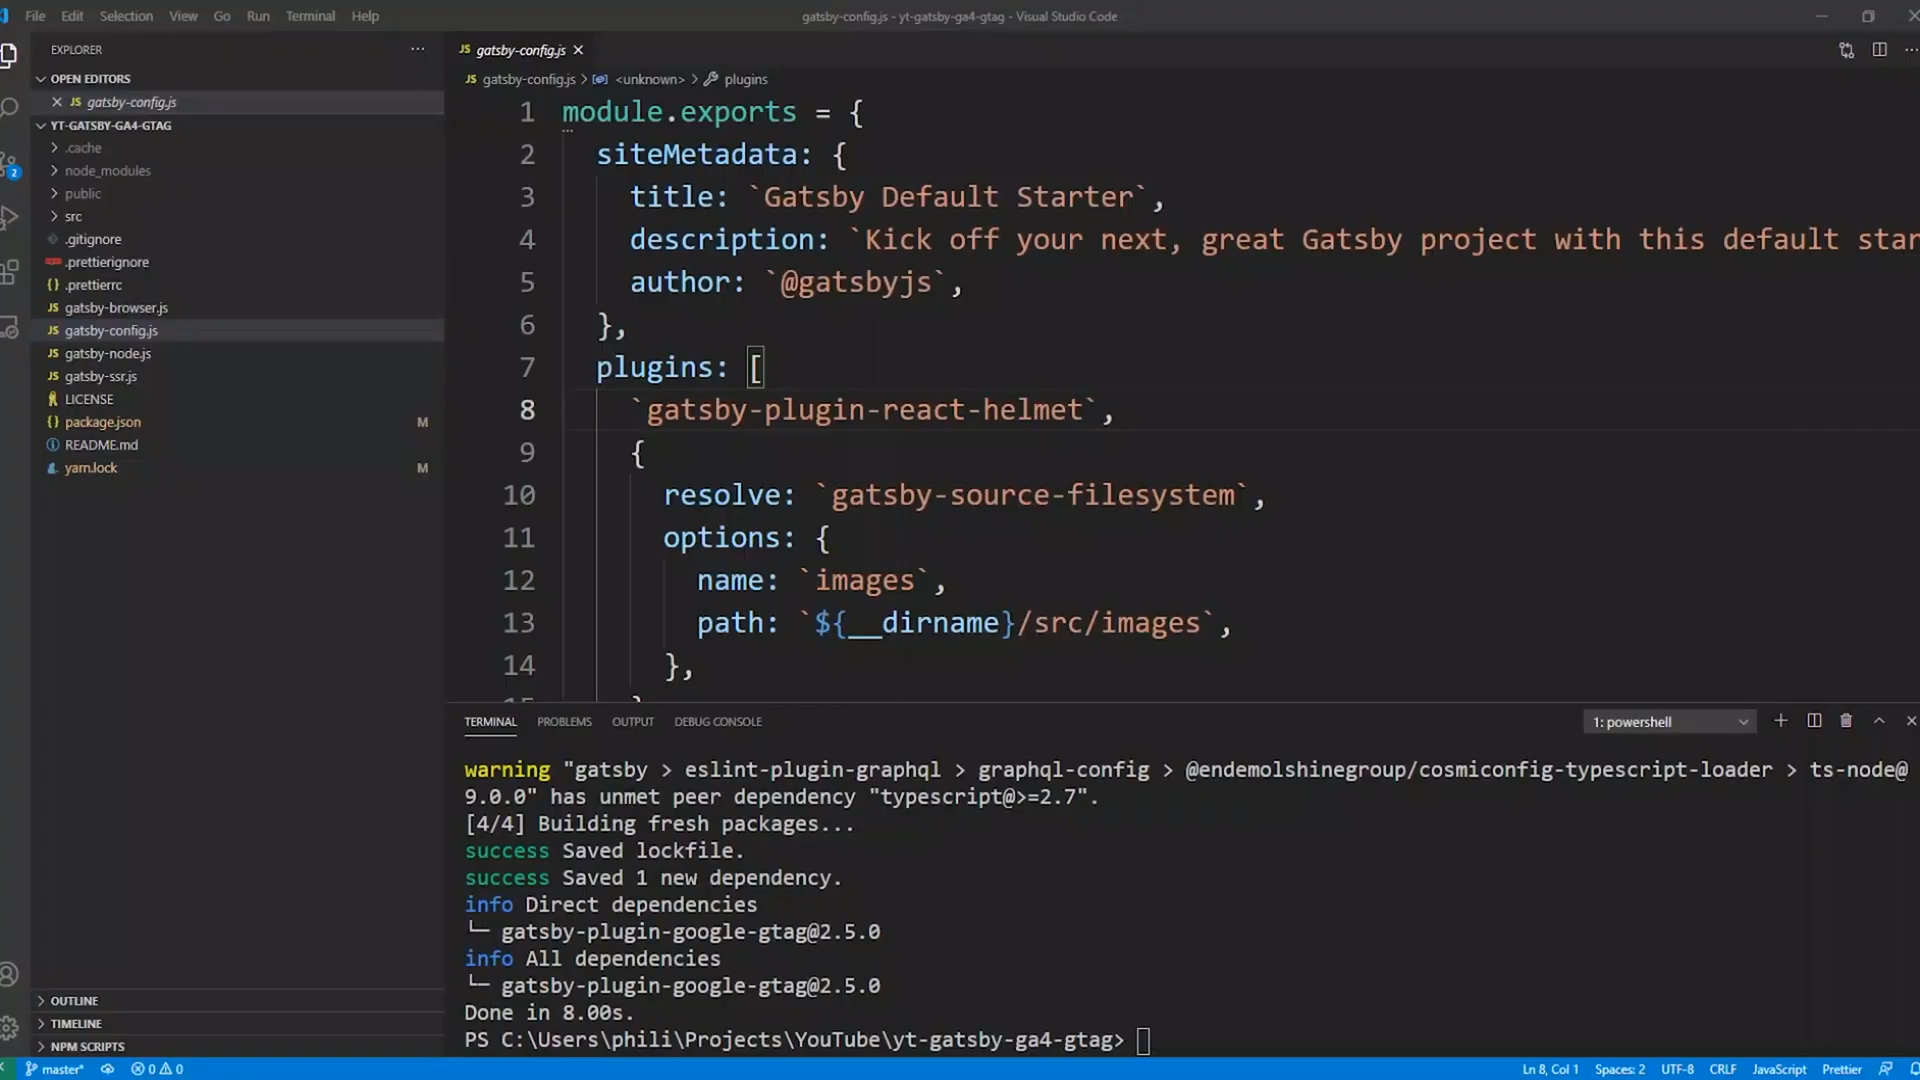 File Edit Selection View Go Run Terminal Help
gatsby-config.js - yt-gatsby-ga4-gtag - Visual Studio Code
EXPLORER
OPEN EDITORS
JS gatsby-config.js
YT-GATSBY-GA4-GTAG
.cache
node_modules
public
src
.gitignore
.prettierignore
{} .prettierrc
JS gatsby-browser.js
JS gatsby-config.js
JS gatsby-node.js
JS gatsby-ssr.js
LICENSE
{} package.json M
README.md
yarn.lock M
OUTLINE
TIMELINE
NPM SCRIPTS
2
JS gatsby-config.js
JS gatsby-config.js > <unknown> > plugins
1 module.exports = {
2 siteMetadata: {
3 title: `Gatsby Default Starter`,
4 description: `Kick off your next, great Gatsby project with this default star
5 author: `@gatsbyjs`,
6 },
7 plugins: [
8 `gatsby-plugin-react-helmet`,
9 {
10 resolve: `gatsby-source-filesystem`,
11 options: {
12 name: `images`,
13 path: `${__dirname}/src/images`,
14 },
TERMINAL PROBLEMS OUTPUT DEBUG CONSOLE 1: powershell
warning "gatsby > eslint-plugin-graphql > graphql-config > @endemolshinegroup/cosmiconfig-typescript-loader > ts-node@
9.0.0" has unmet peer dependency "typescript@>=2.7".
[4/4] Building fresh packages...
success Saved lockfile.
success Saved 1 new dependency.
info Direct dependencies
└─ gatsby-plugin-google-gtag@2.5.0
info All dependencies
└─ gatsby-plugin-google-gtag@2.5.0
Done in 8.00s.
PS C:\Users\phili\Projects\YouTube\yt-gatsby-ga4-gtag>
master* 0 0 Ln 8, Col 1 Spaces: 2 UTF-8 CRLF JavaScript Prettier